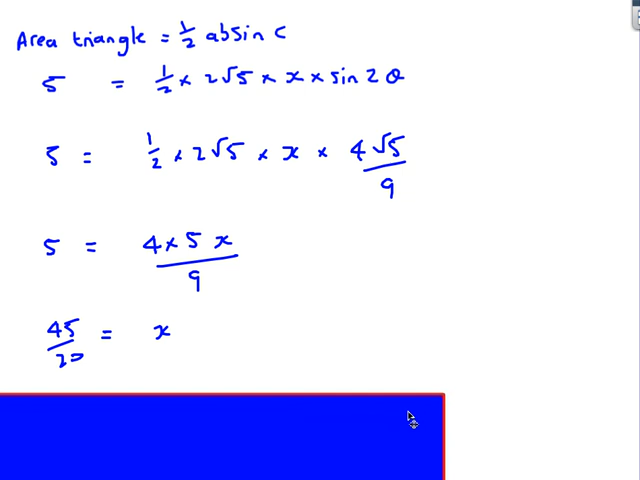 Area triangle = 1/2 absin C
5 = 1/2 × 2√5 × x × sin 2θ
5 = 1/2 × 2√5 × x × 4√5/9
5 = 4×5x/9
45/20 = x